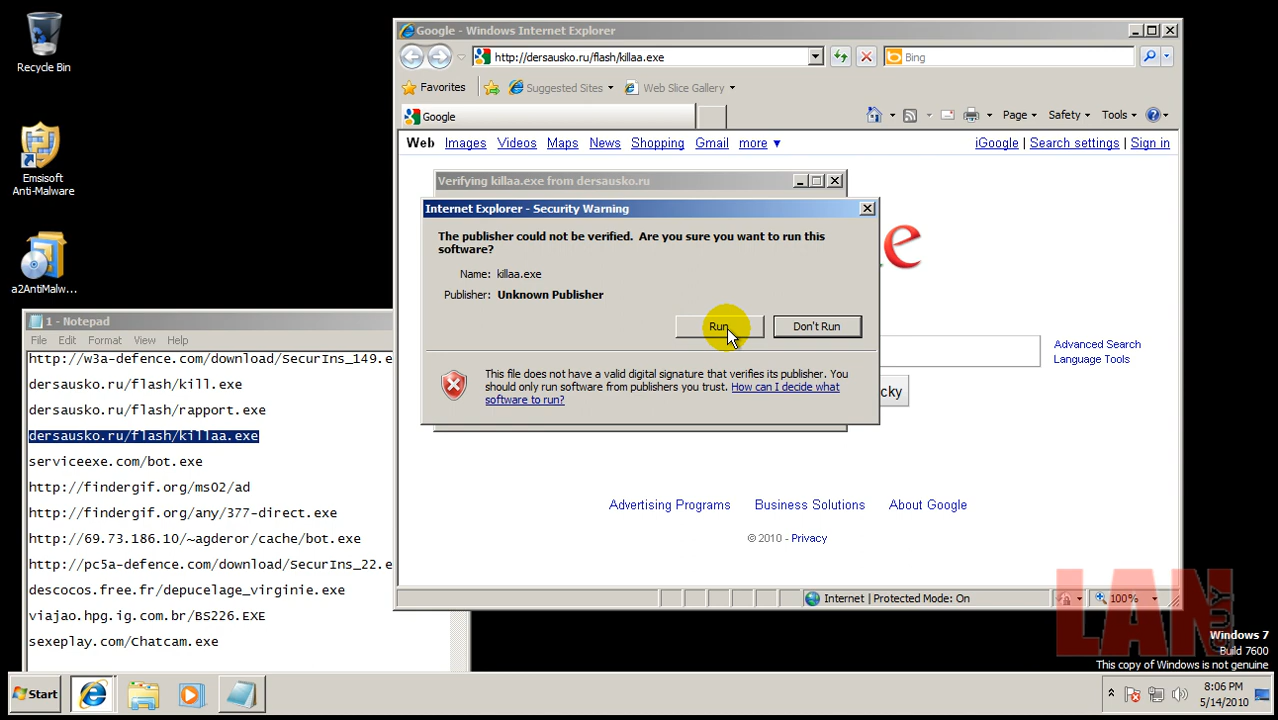 Recycle Bin
Emsisoft
Anti-Malware
a2AntiMalw...
1 - Notepad
File Edit Format View Help
http://w3a-defence.com/download/SecurIns_149.e
dersausko.ru/flash/kill.exe
dersausko.ru/flash/rapport.exe
dersausko.ru/flash/killaa.exe
serviceexe.com/bot.exe
http://findergif.org/ms02/ad
http://findergif.org/any/377-direct.exe
http://69.73.186.10/~agderor/cache/bot.exe
http://pc5a-defence.com/download/SecurIns_22.e
descocos.free.fr/depucelage_virginie.exe
viajao.hpg.ig.com.br/BS226.EXE
sexeplay.com/Chatcam.exe
Google - Windows Internet Explorer
http://dersausko.ru/flash/killaa.exe
Bing
Favorites Suggested Sites Web Slice Gallery
Google
Page Safety Tools
Web Images Videos Maps News Shopping Gmail more ▼ iGoogle | Search settings | Sign in
Verifying killaa.exe from dersausko.ru
Internet Explorer - Security Warning
The publisher could not be verified. Are you sure you want to run this
software?
Name: killaa.exe
Publisher: Unknown Publisher
Run Don't Run
This file does not have a valid digital signature that verifies its publisher. You
should only run software from publishers you trust. How can I decide what
software to run?
e
Advanced Search
Language Tools
cky
Advertising Programs Business Solutions About Google
© 2010 - Privacy
Internet | Protected Mode: On 100%
LAN GUY
Windows 7
Build 7600
This copy of Windows is not genuine
Start
8:06 PM
5/14/2010